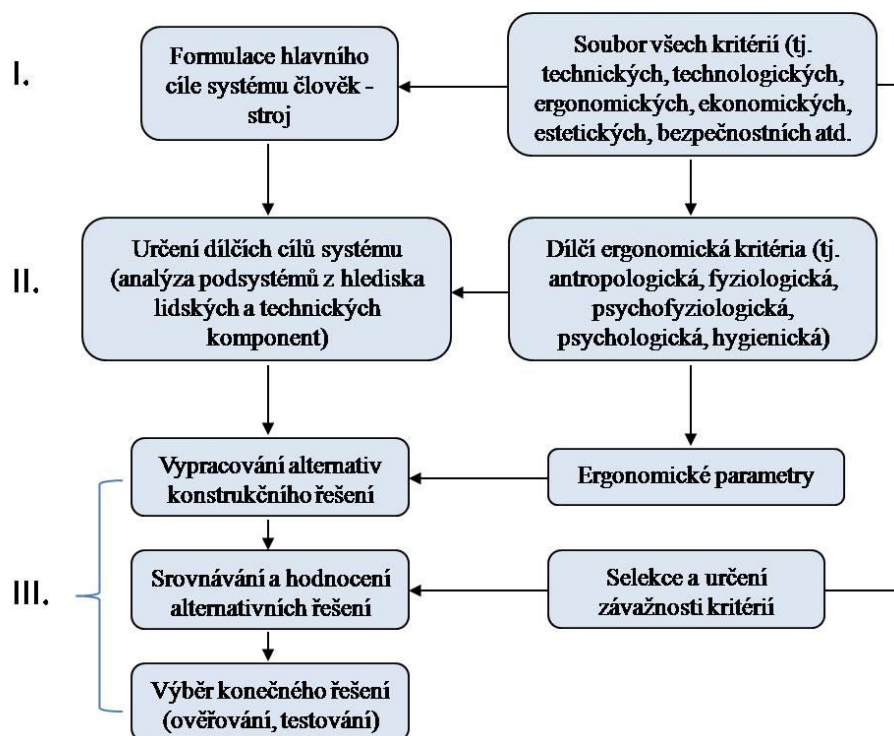 I.
Formulace hlavního
cíle systému člověk -
stroj
Soubor všech kritérií (tj.
technických, technologických,
ergonomických, ekonomických,
estetických, bezpečnostních atd.
II.
Určení dílčích cílů systému
(analýza podsystémů z hlediska
lidských a technických
komponent)
Dílčí ergonomická kritéria (tj.
antropologická, fyziologická,
psychofyziologická,
psychologická, hygienická)
III.
Vypracování alternativ
konstrukčního řešení
Ergonomické parametry
Srovnávání a hodnocení
alternativních řešení
Selekce a určení
závažnosti kritérií
Výběr konečného řešení
(ověřování, testování)